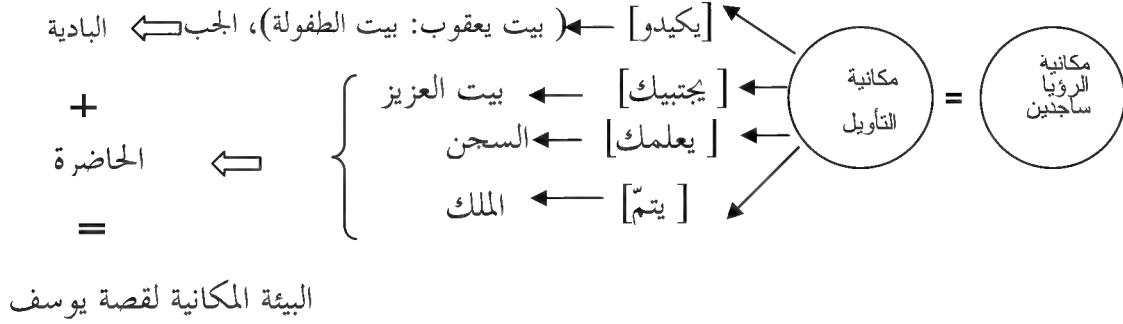 مكانية
الرؤيا
ساجدين
=
مكانية
التأويل
[يكيدو] ( بيت يعقوب: بيت الطفولة)، الجب البادية
[ يجتبيك] بيت العزيز
+
[ يعلمك] السجن
الحاضرة
[ يتمّ] الملك
=
البيئة المكانية لقصة يوسف